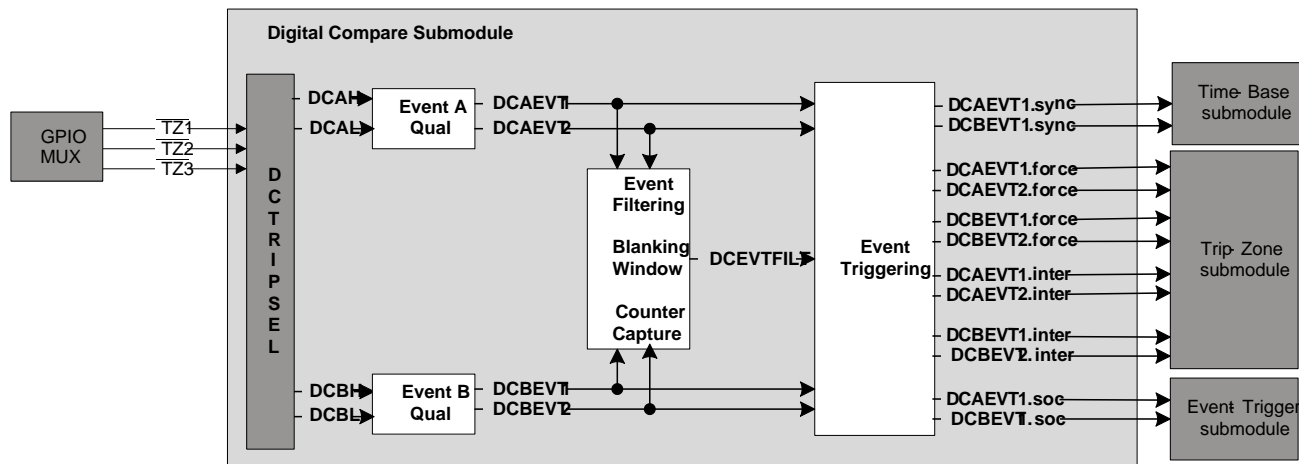 Digital Compare Submodule
GPIO
MUX
TZ1
TZ2
TZ3
D
C
T
R
I
P
S
E
L
DCAH
DCAL
Event A
Qual
DCAEVT1
DCAEVT2
Event
Filtering
Blanking
Window
Counter
Capture
DCEVTFILT
DCBH
DCBL
Event B
Qual
DCBEVT1
DCBEVT2
Event
Triggering
DCAEVT1.sync
DCBEVT1.sync
DCAEVT1.force
DCAEVT2.force
DCBEVT1.force
DCBEVT2.force
DCAEVT1.inter
DCAEVT2.inter
DCBEVT1.inter
DCBEVT2.inter
DCAEVT1.soc
DCBEVT1.soc
Time-Base
submodule
Trip-Zone
submodule
Event-Trigger
submodule